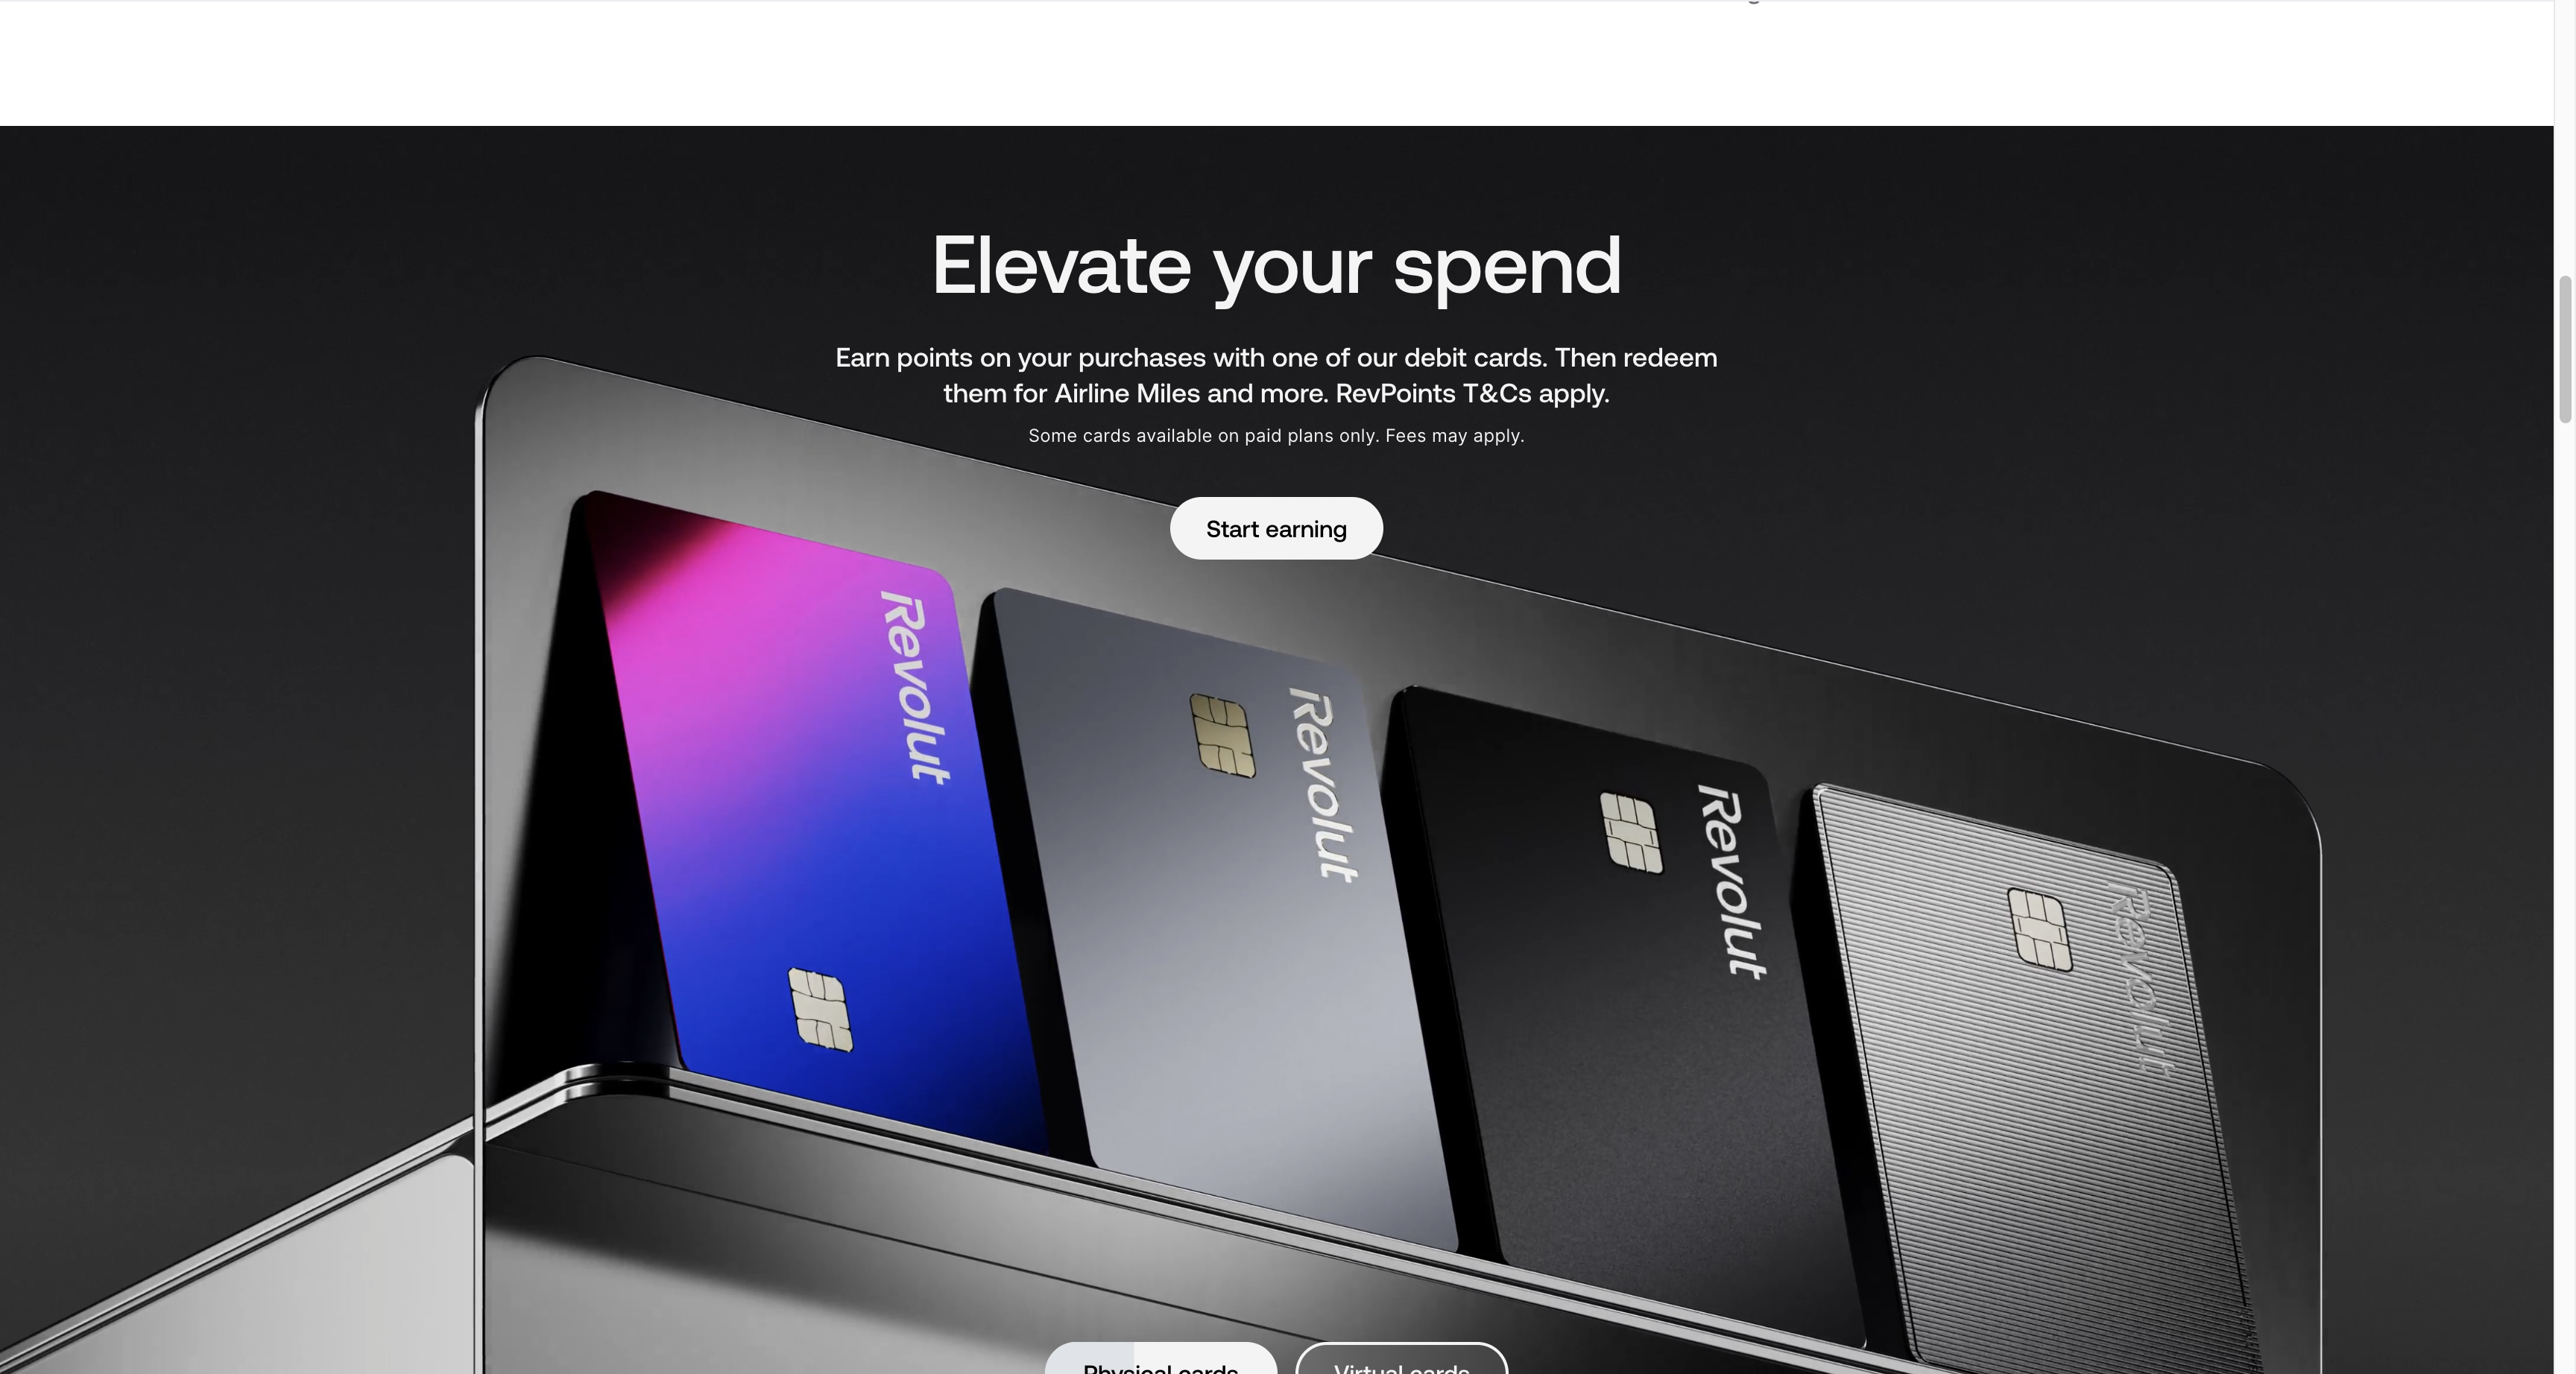 Elevate your spend
Earn points on your purchases with one of our debit cards. Then redeem
them for Airline Miles and more. RevPoints T&Cs apply.
Some cards available on paid plans only. Fees may apply.
Start earning
Revolut
Revolut
Revolut
Revolut
Physical cards
Virtual cards